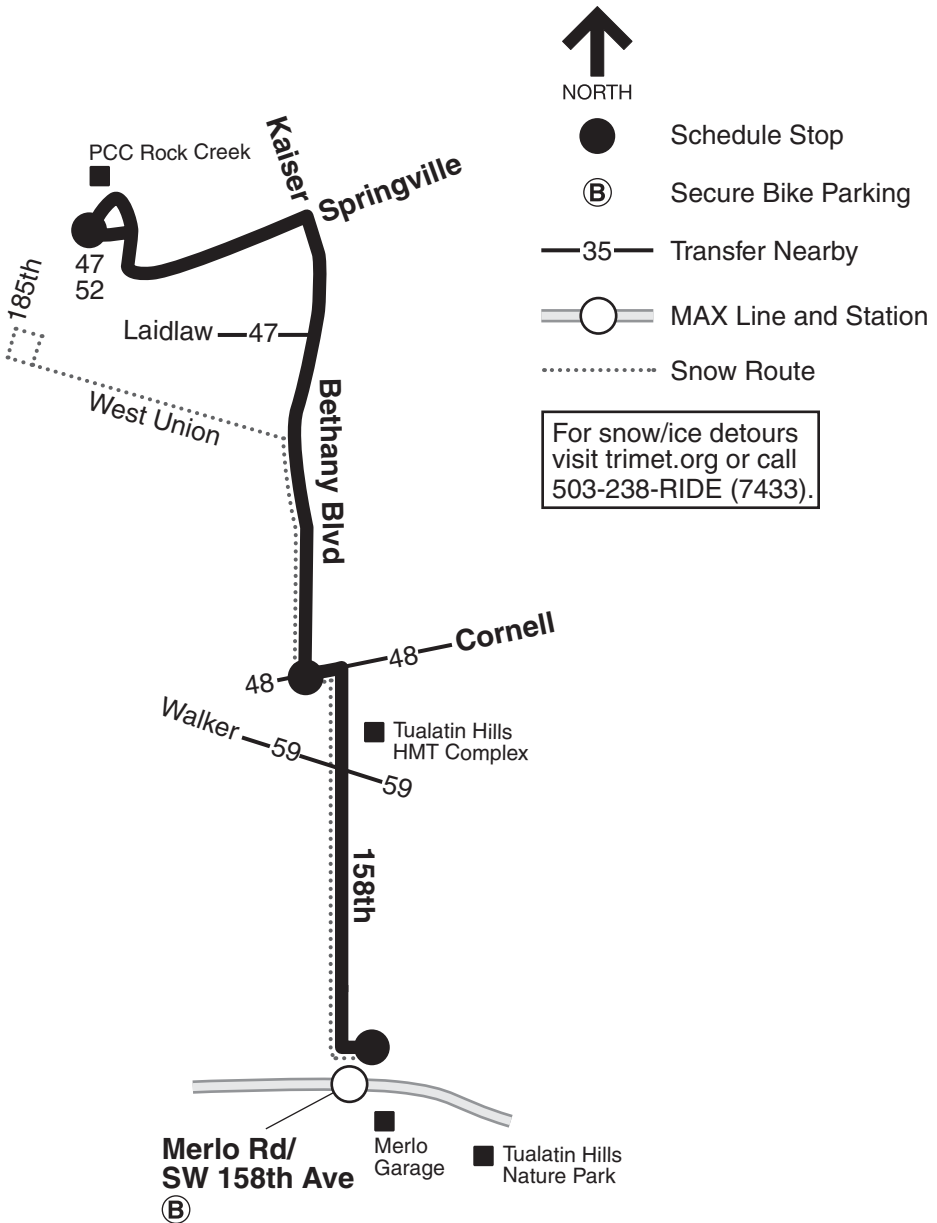 NORTH
Schedule Stop
B
Secure Bike Parking
35
Transfer Nearby
MAX Line and Station
Snow Route
For snow/ice detours
visit trimet.org or call
503-238-RIDE (7433).
PCC Rock Creek
Kaiser
Springville
47
52
185th
Laidlaw
47
West Union
Bethany Blvd
Cornell
48
48
Walker
59
59
Tualatin Hills
HMT Complex
158th
Merlo Rd/
SW 158th Ave
B
Merlo
Garage
Tualatin Hills
Nature Park